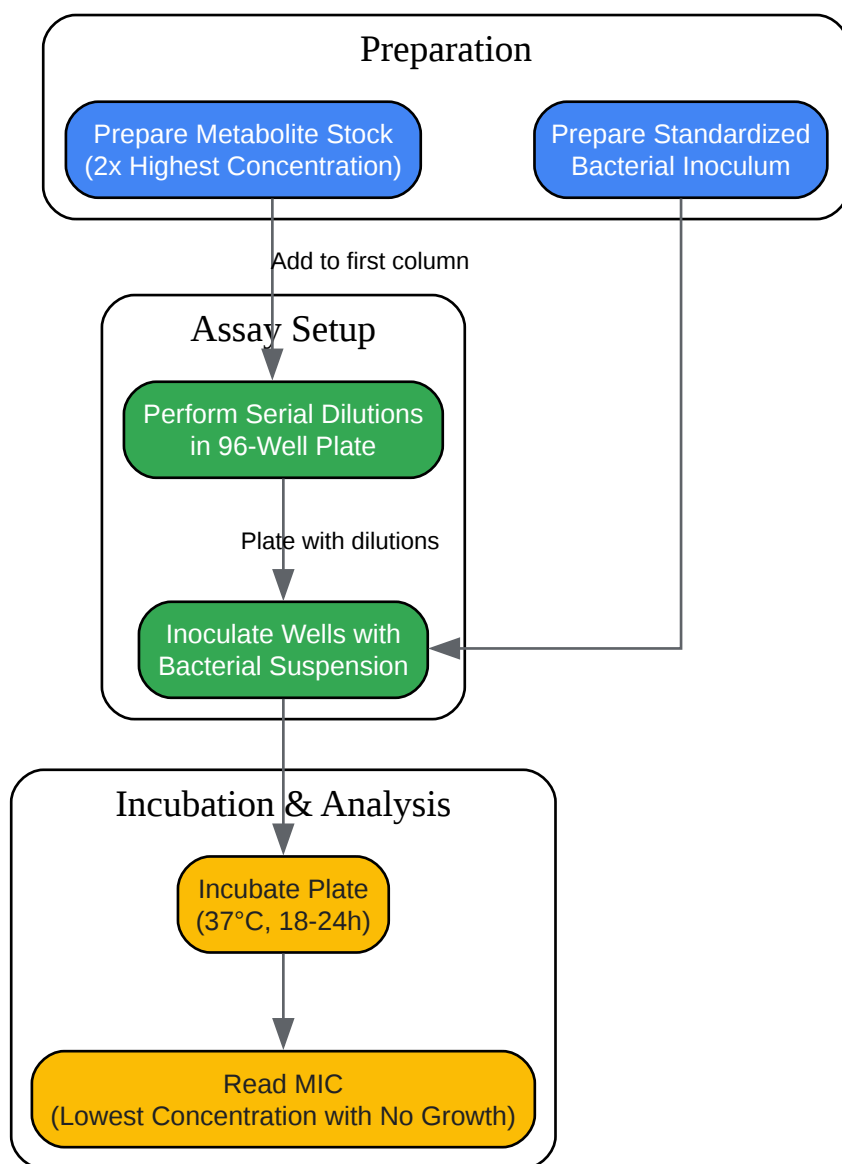 Preparation
Prepare Metabolite Stock
(2x Highest Concentration)
Prepare Standardized
Bacterial Inoculum
Add to first column
Assay Setup
Perform Serial Dilutions
in 96-Well Plate
Plate with dilutions
Inoculate Wells with
Bacterial Suspension
Incubation & Analysis
Incubate Plate
(37°C, 18-24h)
Read MIC
(Lowest Concentration with No Growth)